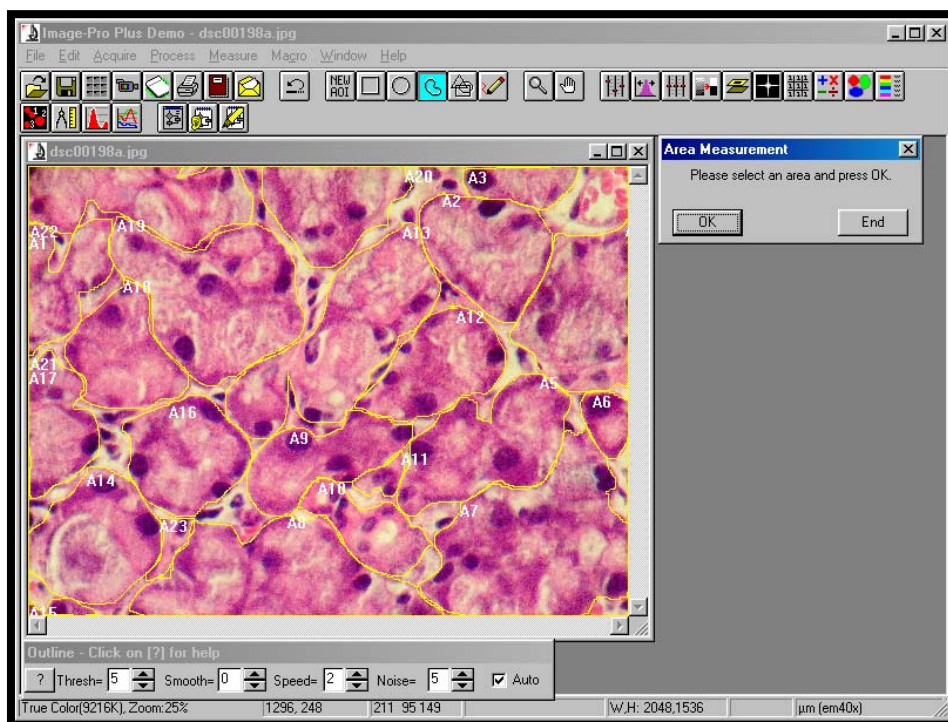 Image-Pro Plus Demo - dsc00198a.jpg
File Edit Acquire Process Measure Macro Window Help
NEW
AOI
dsc00198a.jpg
A20 A3
A2
A22 A19 A13
A1
A18
A12
A21
A17 A5
A16 A6
A9
A11
A14 A10
A7
A23 A8
A15
Area Measurement
Please select an area and press OK.
OK End
Outline - Click on [?] for help
? Thresh= 5 Smooth= 0 Speed= 2 Noise= 5 Auto
True Color(9216K), Zoom:25% 1296, 248 211 95 149 W,H: 2048,1536 µm (em40x)